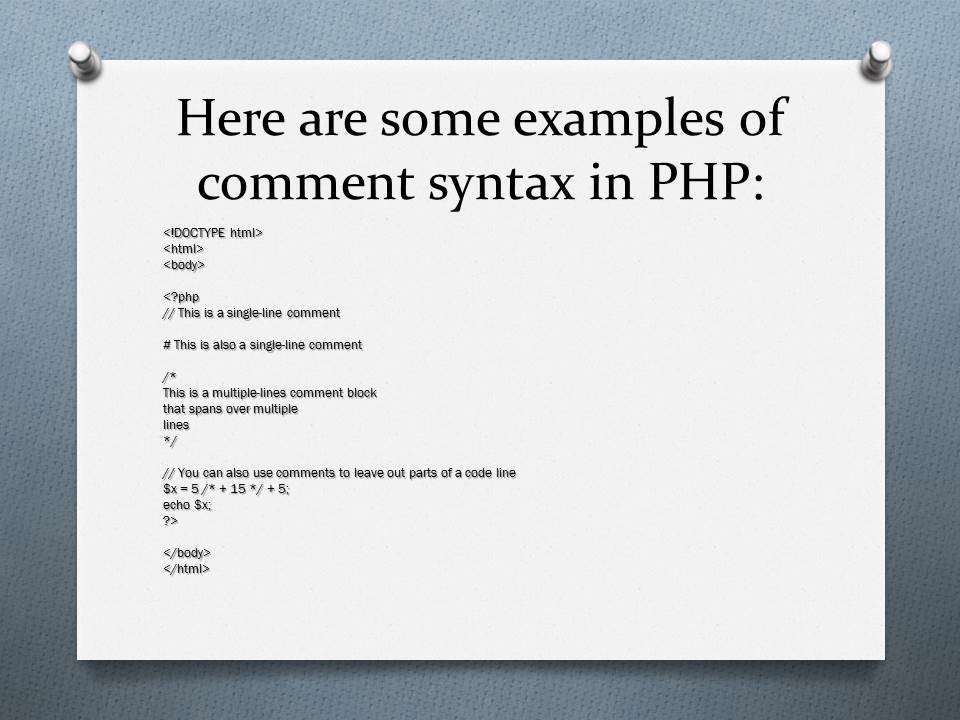 Here are some examples of
comment syntax in PHP:
<!DOCTYPE html>
<html>
<body>

<?php
// This is a single-line comment

# This is also a single-line comment

/*
This is a multiple-lines comment block
that spans over multiple
lines
*/

// You can also use comments to leave out parts of a code line
$x = 5 /* + 15 */ + 5;
echo $x;
?>

</body>
</html>